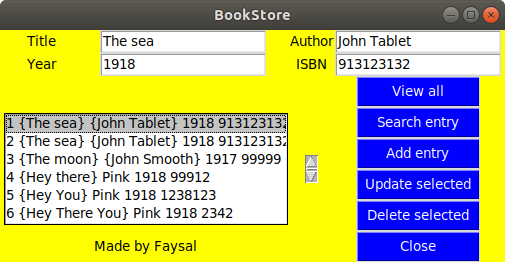 BookStore
Title The sea Author John Tablet
Year 1918 ISBN 913123132
View all
Search entry
Add entry
Update selected
Delete selected
Close
1 {The sea} {John Tablet} 1918 913123132
2 {The sea} {John Tablet} 1918 913123132
3 {The moon} {John Smooth} 1917 99999
4 {Hey there} Pink 1918 99912
5 {Hey You} Pink 1918 1238123
6 {Hey There You} Pink 1918 2342
Made by Faysal